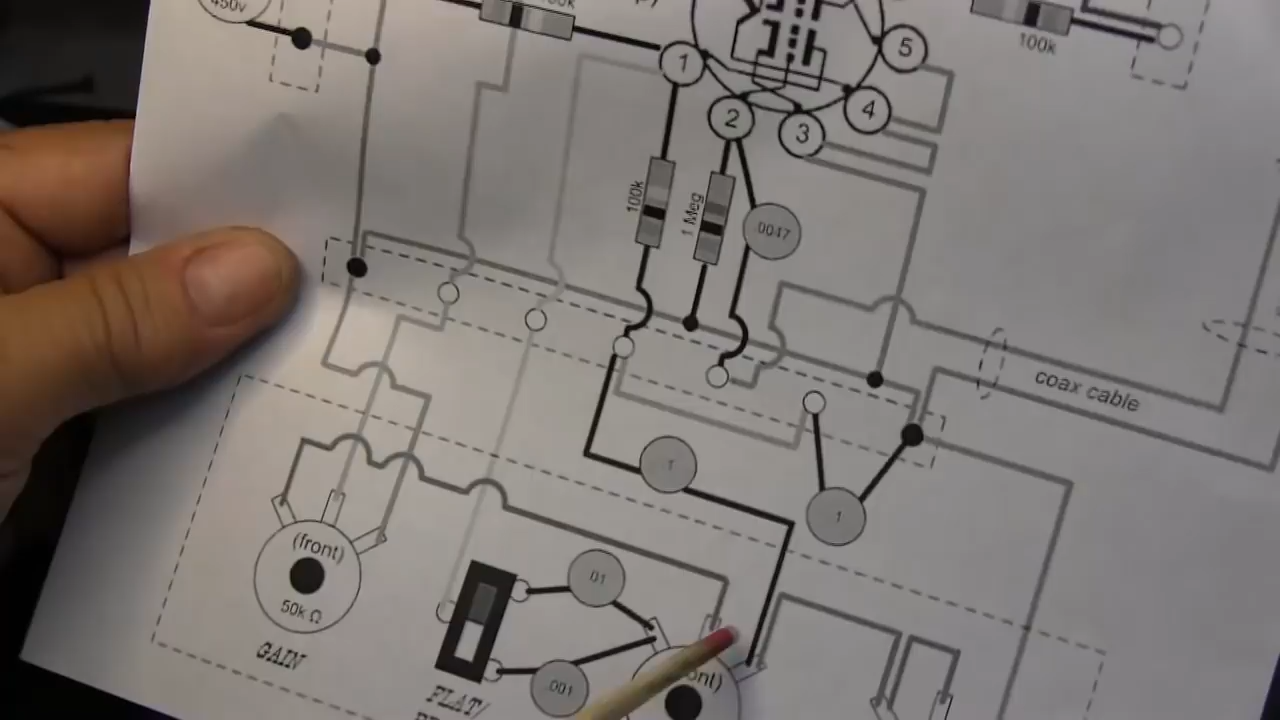 450v
100k
5
1
4
2
3
100k
1 Meg
.0047
coax cable
.1
.1
(front)
50k Ω
GAIN
.01
.001
FLAT/